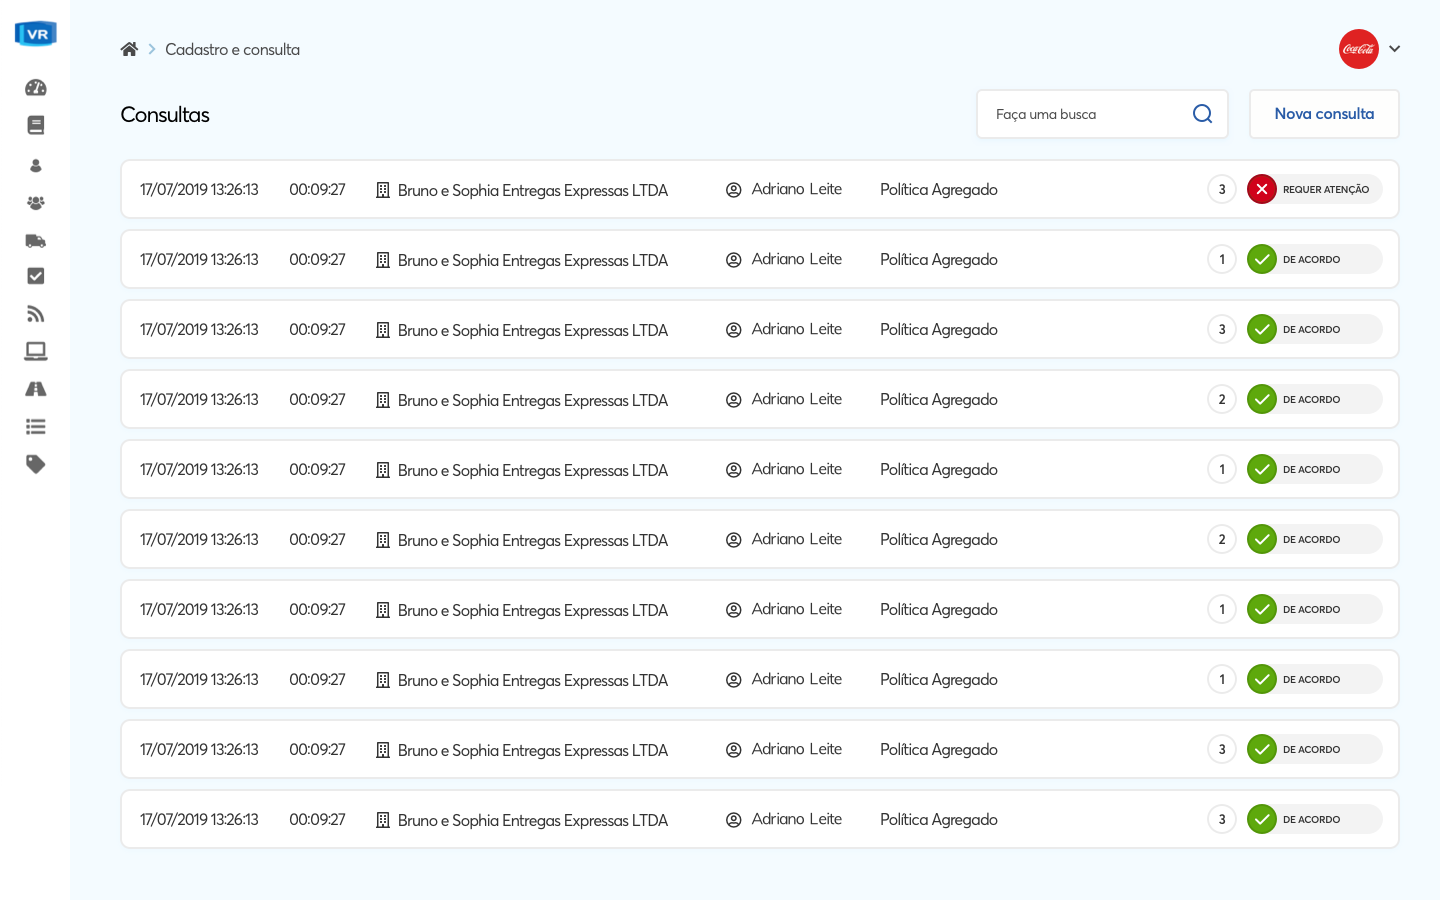 VR
Cadastro e consulta
Coca-Cola
Consultas
Faça uma busca
Nova consulta
17/07/2019 13:26:13 00:09:27 Bruno e Sophia Entregas Expressas LTDA Adriano Leite Política Agregado 3 REQUER ATENÇÃO
17/07/2019 13:26:13 00:09:27 Bruno e Sophia Entregas Expressas LTDA Adriano Leite Política Agregado 1 DE ACORDO
17/07/2019 13:26:13 00:09:27 Bruno e Sophia Entregas Expressas LTDA Adriano Leite Política Agregado 3 DE ACORDO
17/07/2019 13:26:13 00:09:27 Bruno e Sophia Entregas Expressas LTDA Adriano Leite Política Agregado 2 DE ACORDO
17/07/2019 13:26:13 00:09:27 Bruno e Sophia Entregas Expressas LTDA Adriano Leite Política Agregado 1 DE ACORDO
17/07/2019 13:26:13 00:09:27 Bruno e Sophia Entregas Expressas LTDA Adriano Leite Política Agregado 2 DE ACORDO
17/07/2019 13:26:13 00:09:27 Bruno e Sophia Entregas Expressas LTDA Adriano Leite Política Agregado 1 DE ACORDO
17/07/2019 13:26:13 00:09:27 Bruno e Sophia Entregas Expressas LTDA Adriano Leite Política Agregado 1 DE ACORDO
17/07/2019 13:26:13 00:09:27 Bruno e Sophia Entregas Expressas LTDA Adriano Leite Política Agregado 3 DE ACORDO
17/07/2019 13:26:13 00:09:27 Bruno e Sophia Entregas Expressas LTDA Adriano Leite Política Agregado 3 DE ACORDO